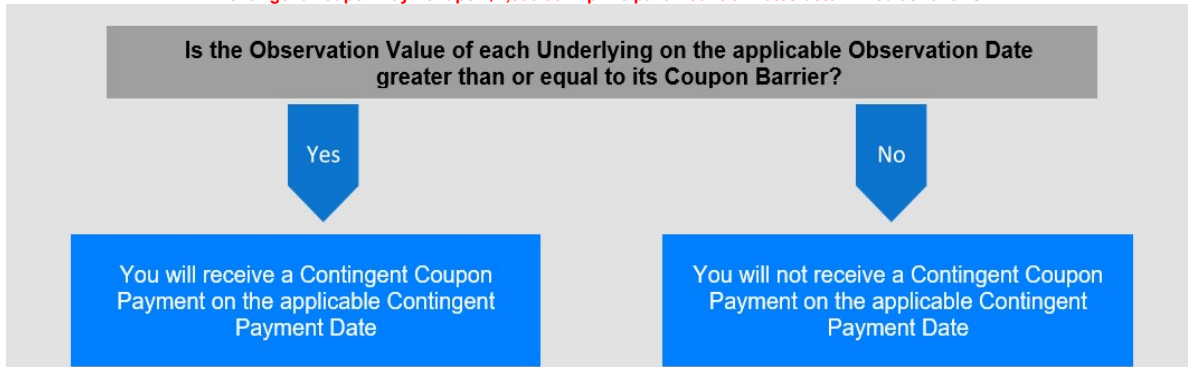 Is the Observation Value of each Underlying on the applicable Observation Date
greater than or equal to its Coupon Barrier?
Yes
No
You will receive a Contingent Coupon
Payment on the applicable Contingent
Payment Date
You will not receive a Contingent Coupon
Payment on the applicable Contingent
Payment Date